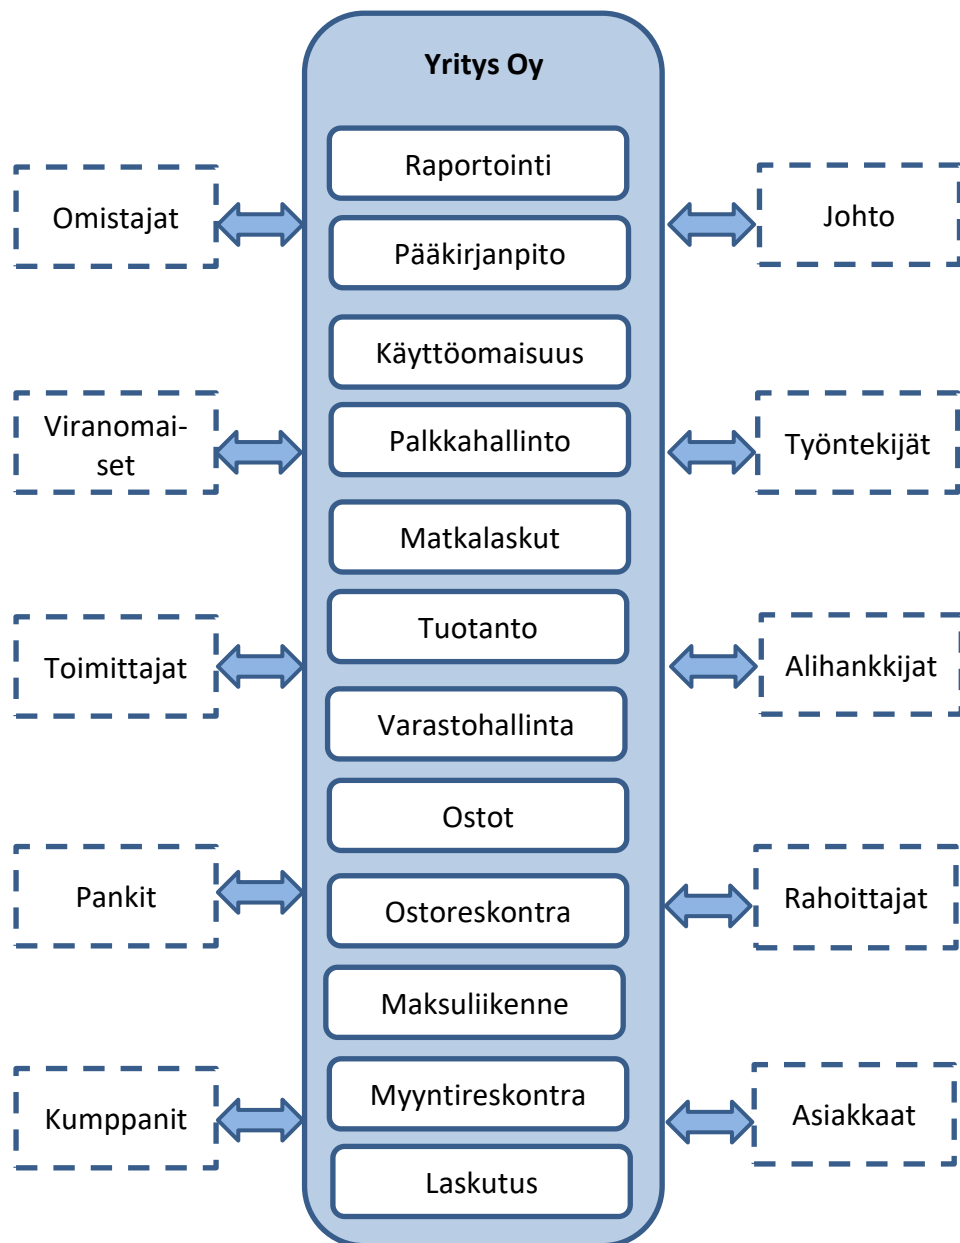 Yritys Oy
Raportointi
Omistajat
Johto
Pääkirjanpito
Käyttöomaisuus
Viranomai-
set
Palkkahallinto
Työntekijät
Matkalaskut
Tuotanto
Toimittajat
Alihankkijat
Varastohallinta
Ostot
Pankit
Ostoreskontra
Rahoittajat
Maksuliikenne
Kumppanit
Myyntireskontra
Asiakkaat
Laskutus